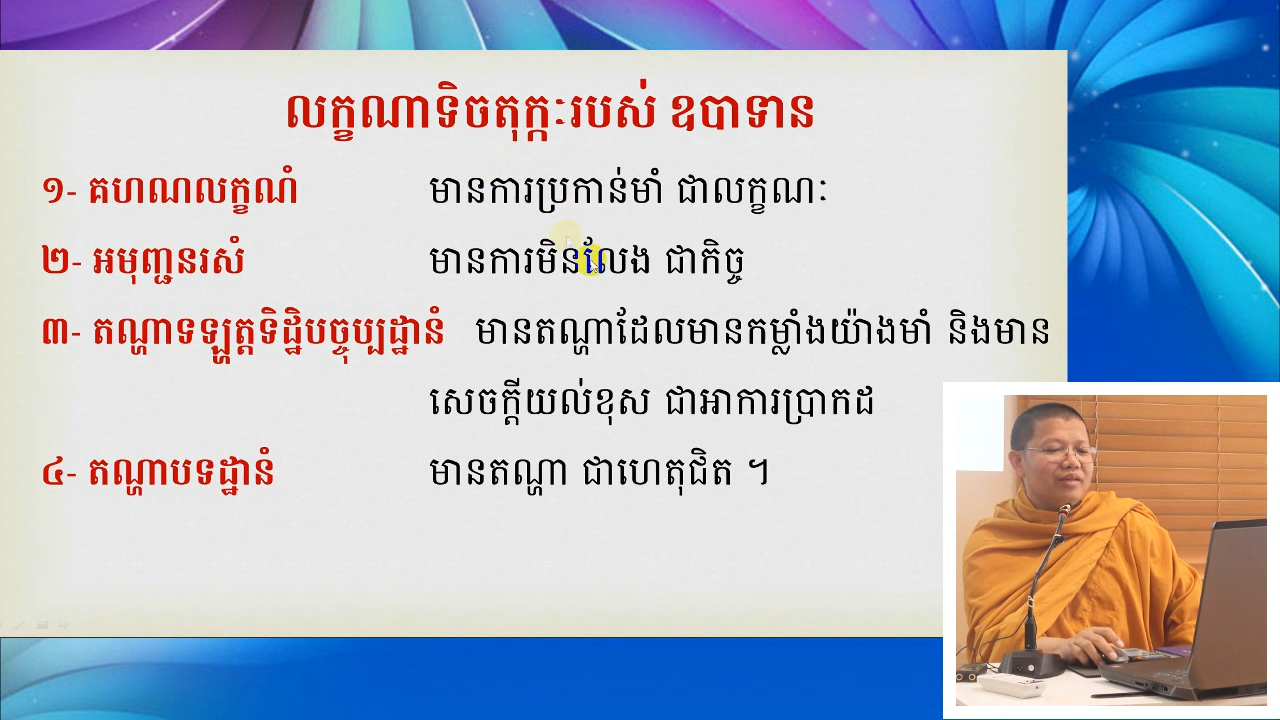 លក្ខណាទិចតុក្កៈរបស់ ឧបាទាន
១- គហណលក្ខណំ មានការប្រកាន់មាំ ជាលក្ខណៈ
២- អមុញ្ជនរសំ មានការមិនលែង ជាកិច្ច
៣- តណ្ហាទឡ្ហត្តទិដ្ឋិបច្ចុប្បដ្ឋានំ មានតណ្ហាដែលមានកម្លាំងយ៉ាងមាំ និងមាន
សេចក្តីយល់ខុស ជាអាការប្រាកដ
៤- តណ្ហាបទដ្ឋានំ មានតណ្ហា ជាហេតុជិត ។